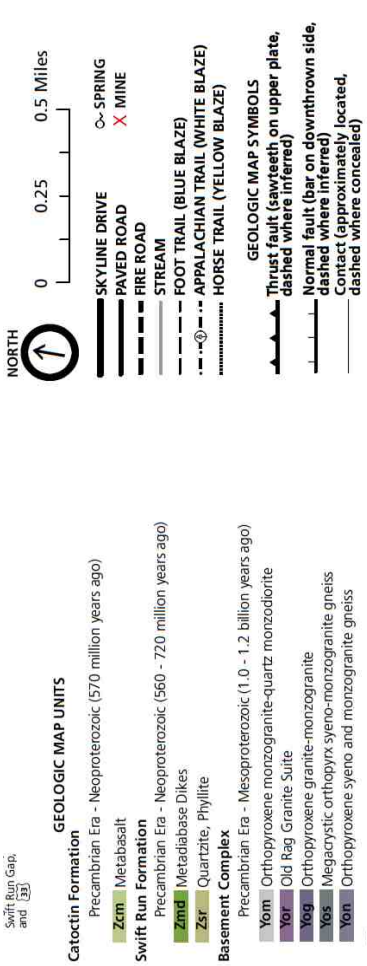 Swift Run Gap,
and 33
GEOLOGIC MAP UNITS
Catoctin Formation
Precambrian Era - Neoproterozoic (570 million years ago)
Zcm Metabasalt
Swift Run Formation
Precambrian Era - Neoproterozoic (560 - 720 million years ago)
Zmd Metadiabase Dikes
Zsr Quartzite, Phyllite
Basement Complex
Precambrian Era - Mesoproterozoic (1.0 - 1.2 billion years ago)
Yom Orthopyroxene monzogranite-quartz monzodiorite
Yor Old Rag Granite Suite
Yog Orthopyroxene granite-monzogranite
Yos Megacrystic orthopyrx syeno-monzogranite gneiss
Yon Orthopyroxene syeno and monzogranite gneiss
NORTH
0 0.25 0.5 Miles
SKYLINE DRIVE
PAVED ROAD
FIRE ROAD
STREAM
FOOT TRAIL (BLUE BLAZE)
APPALACHIAN TRAIL (WHITE BLAZE)
HORSE TRAIL (YELLOW BLAZE)
SPRING
X MINE
GEOLOGIC MAP SYMBOLS
Thrust fault (sawteeth on upper plate,
dashed where inferred)
Normal fault (bar on downthrown side,
dashed where inferred)
Contact (approximately located,
dashed where concealed)